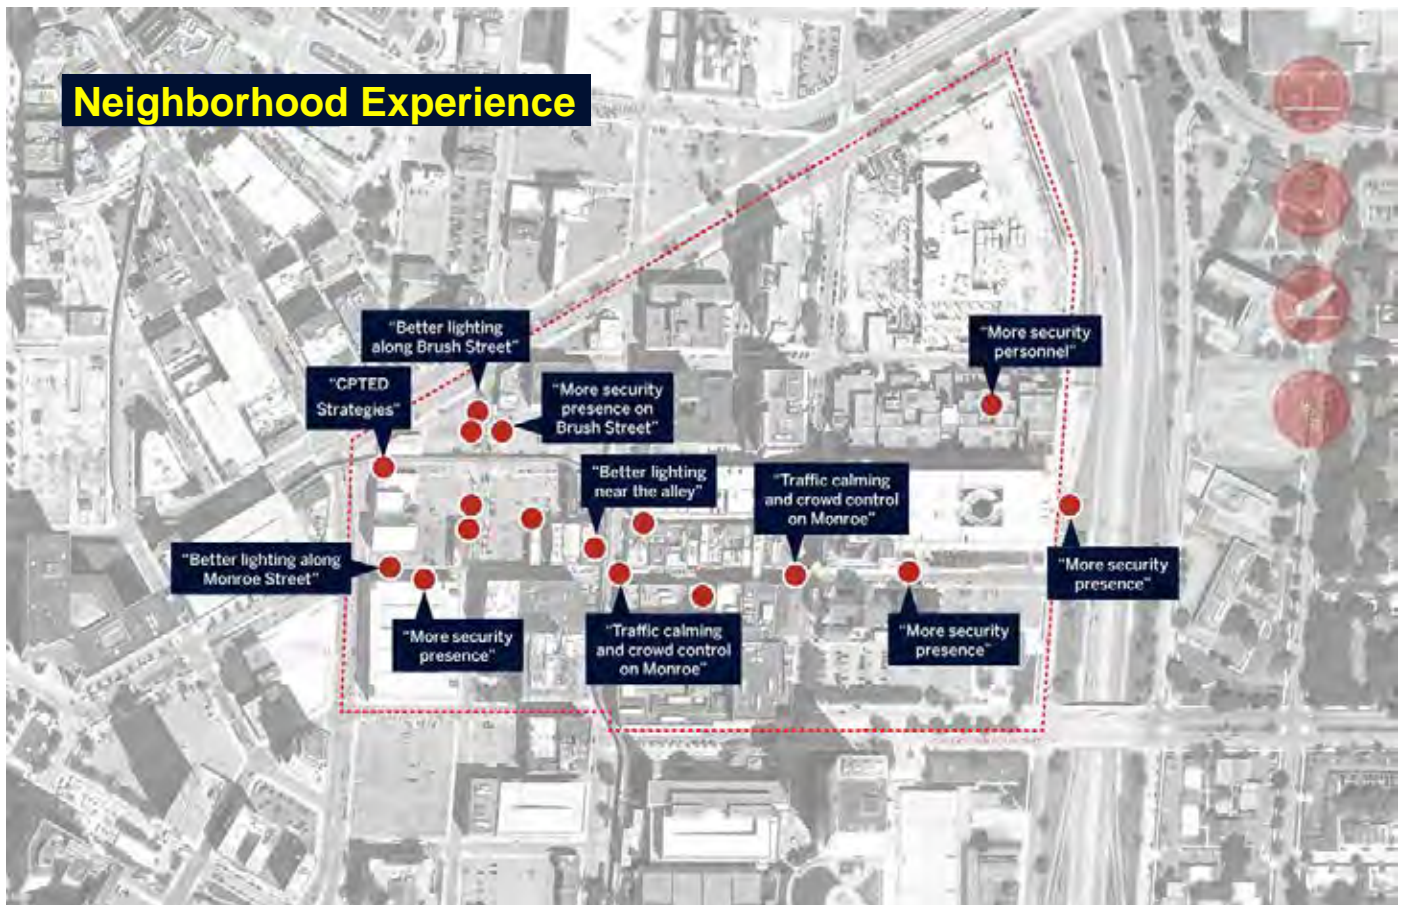 Neighborhood Experience
“Better lighting
along Brush Street”
“More security
personnel”
“CPTED
Strategies”
“More security
presence on
Brush Street”
“Better lighting
near the alley”
“Traffic calming
and crowd control
on Monroe”
“Better lighting along
Monroe Street”
“More security
presence”
“More security
presence”
“Traffic calming
and crowd control
on Monroe”
“More security
presence”